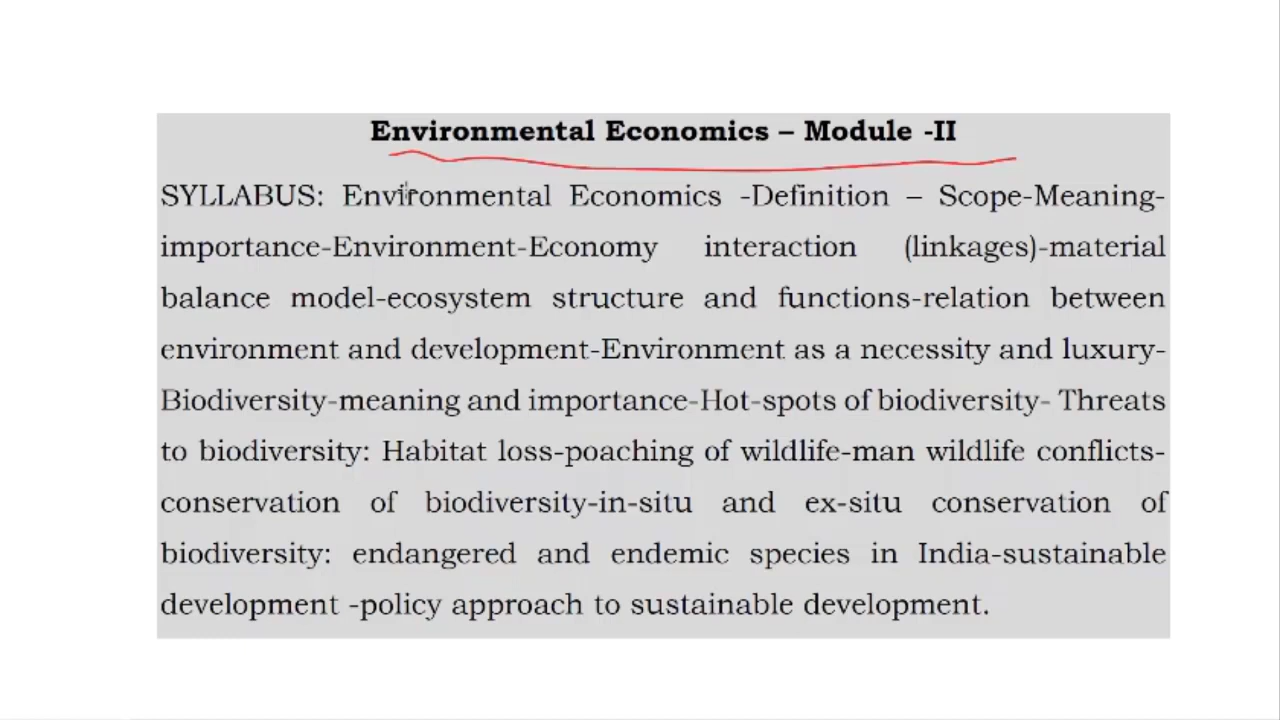 Environmental Economics – Module -II
SYLLABUS: Environmental Economics -Definition – Scope-Meaning-
importance-Environment-Economy interaction (linkages)-material
balance model-ecosystem structure and functions-relation between
environment and development-Environment as a necessity and luxury-
Biodiversity-meaning and importance-Hot-spots of biodiversity- Threats
to biodiversity: Habitat loss-poaching of wildlife-man wildlife conflicts-
conservation of biodiversity-in-situ and ex-situ conservation of
biodiversity: endangered and endemic species in India-sustainable
development -policy approach to sustainable development.